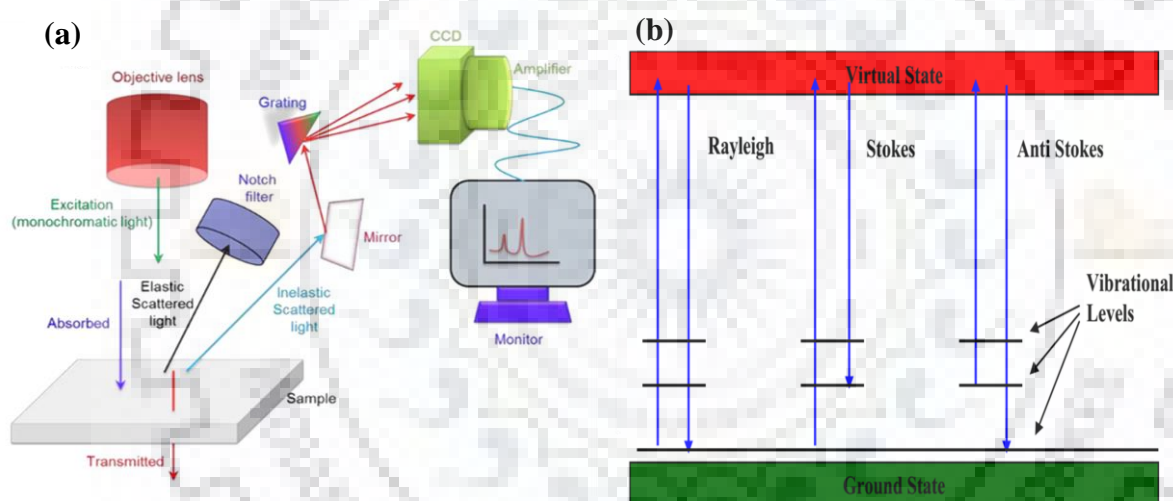 (a)
Objective lens
Excitation
(monochromatic light)
Absorbed
Elastic
Scattered
light
Notch
filter
Grating
CCD
Amplifier
Mirror
Inelastic
Scattered
light
Monitor
Sample
Transmitted
(b)
Virtual State
Rayleigh
Stokes
Anti Stokes
Vibrational
Levels
Ground State